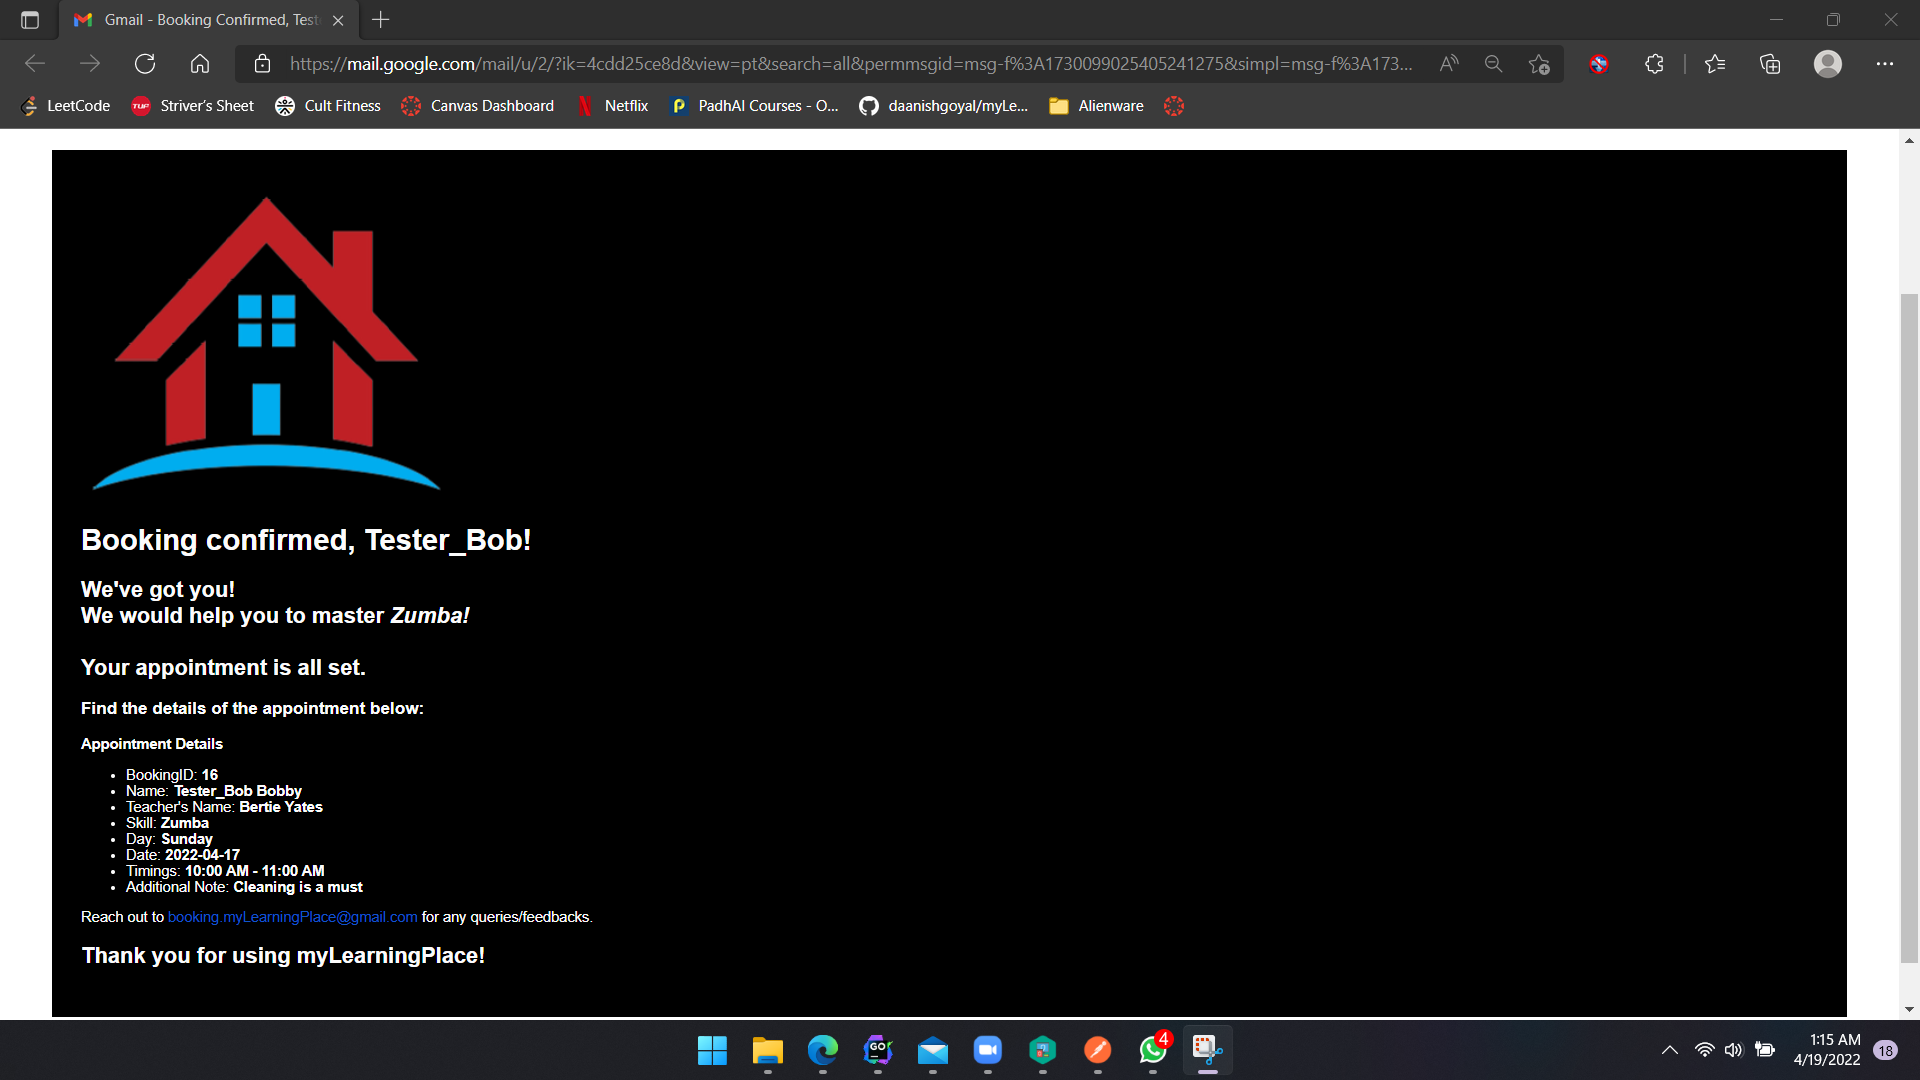 Gmail - Booking Confirmed, Test
https://mail.google.com/mail/u/2/?ik=4cdd25ce8d&view=pt&search=all&permmsgid=msg-f%3A1730099025405241275&simpl=msg-f%3A173...
LeetCode TUF Striver's Sheet Cult Fitness Canvas Dashboard Netflix PadhAI Courses - O... daanishgoyal/myLe... Alienware
Booking confirmed, Tester_Bob!
We've got you!
We would help you to master Zumba!
Your appointment is all set.
Find the details of the appointment below:
Appointment Details
• BookingID: 16
• Name: Tester_Bob Bobby
• Teacher's Name: Bertie Yates
• Skill: Zumba
• Day: Sunday
• Date: 2022-04-17
• Timings: 10:00 AM - 11:00 AM
• Additional Note: Cleaning is a must
Reach out to booking.myLearningPlace@gmail.com for any queries/feedbacks.
Thank you for using myLearningPlace!
GO
4
1:15 AM
4/19/2022
18